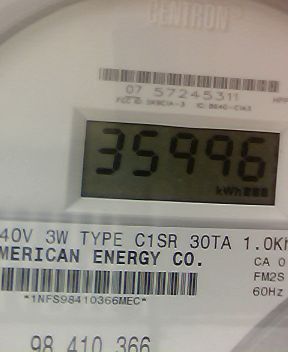 CENTRON
07 57245311
35996
kWh
40V 3W TYPE C1SR 30TA 1.0Kh
MERICAN ENERGY CO.
CA 0
FM2S
60Hz
*1NFS98410366MEC*
98 410 366